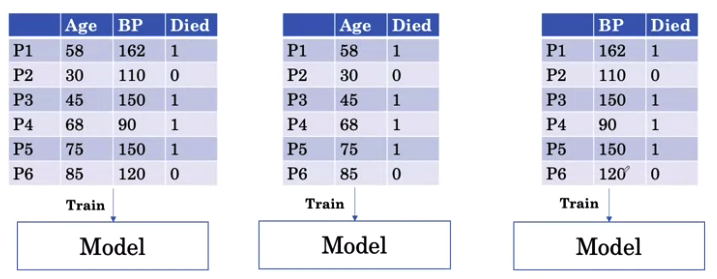 Age BP Died
P1 58 162 1
P2 30 110 0
P3 45 150 1
P4 68 90 1
P5 75 150 1
P6 85 120 0
Train
Model
Age Died
P1 58 1
P2 30 0
P3 45 1
P4 68 1
P5 75 1
P6 85 0
Train
Model
BP Died
P1 162 1
P2 110 0
P3 150 1
P4 90 1
P5 150 1
P6 120 0
Train
Model